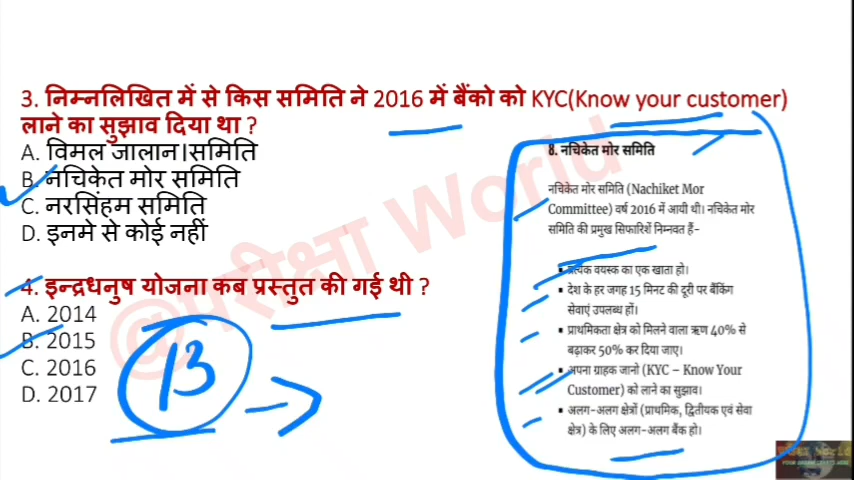 3. निम्नलिखित में से किस समिति ने 2016 में बैंको को KYC(Know your customer)
लाने का सुझाव दिया था ?
A. विमल जालान।समिति
B. नचिकेत मोर समिति
C. नरसिंहम समिति
D. इनमे से कोई नहीं
4. इन्द्रधनुष योजना कब प्रस्तुत की गई थी ?
A. 2014
B. 2015
C. 2016
D. 2017
13
8. नचिकेत मोर समिति
नचिकेत मोर समिति (Nachiket Mor
Committee) वर्ष 2016 में आयी थी। नचिकेत मोर
समिति की प्रमुख सिफारिशें निम्नवत हैं-
▪ प्रत्येक वयस्क का एक खाता हो।
▪ देश के हर जगह 15 मिनट की दूरी पर बैंकिंग
सेवाएं उपलब्ध हों।
▪ प्राथमिकता क्षेत्र को मिलने वाला ऋण 40% से
बढ़ाकर 50% कर दिया जाए।
▪ अपना ग्राहक जानो (KYC – Know Your
Customer) को लाने का सुझाव।
▪ अलग-अलग क्षेत्रों (प्राथमिक, द्वितीयक एवं सेवा
क्षेत्र) के लिए अलग-अलग बैंक हो।
@परीक्षा World